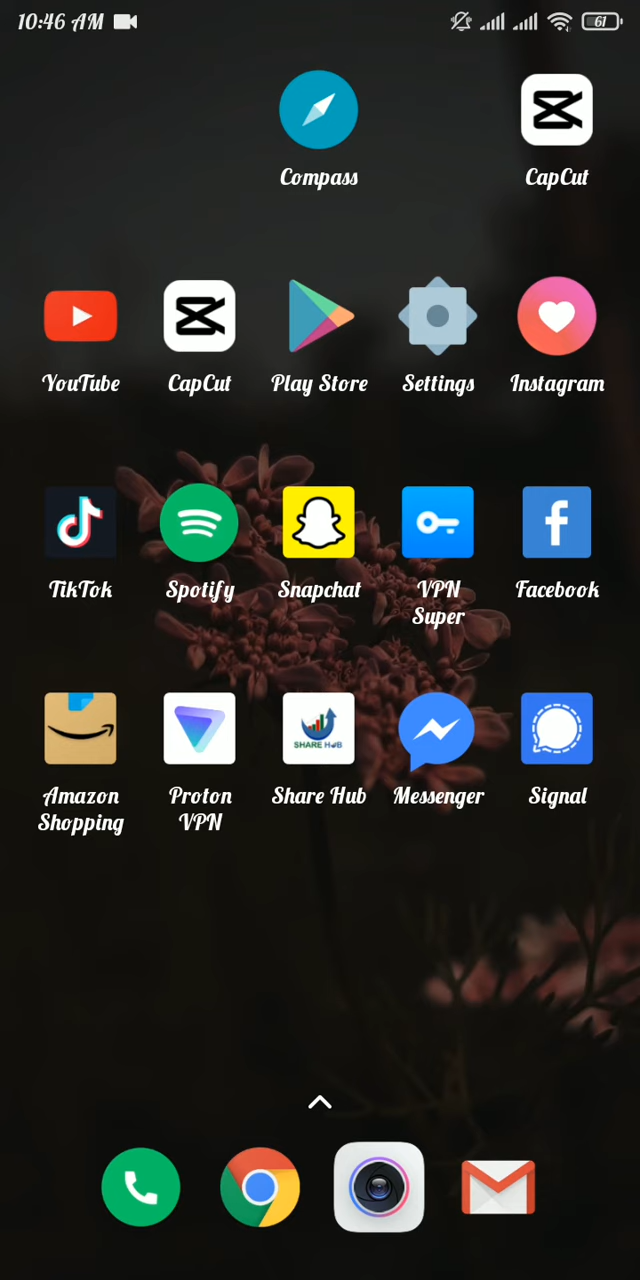 10:46 AM
61
Compass
CapCut
YouTube
CapCut
Play Store
Settings
Instagram
TikTok
Spotify
Snapchat
VPN
Super
Facebook
SHARE HUB
Amazon
Shopping
Proton
VPN
Share Hub
Messenger
Signal